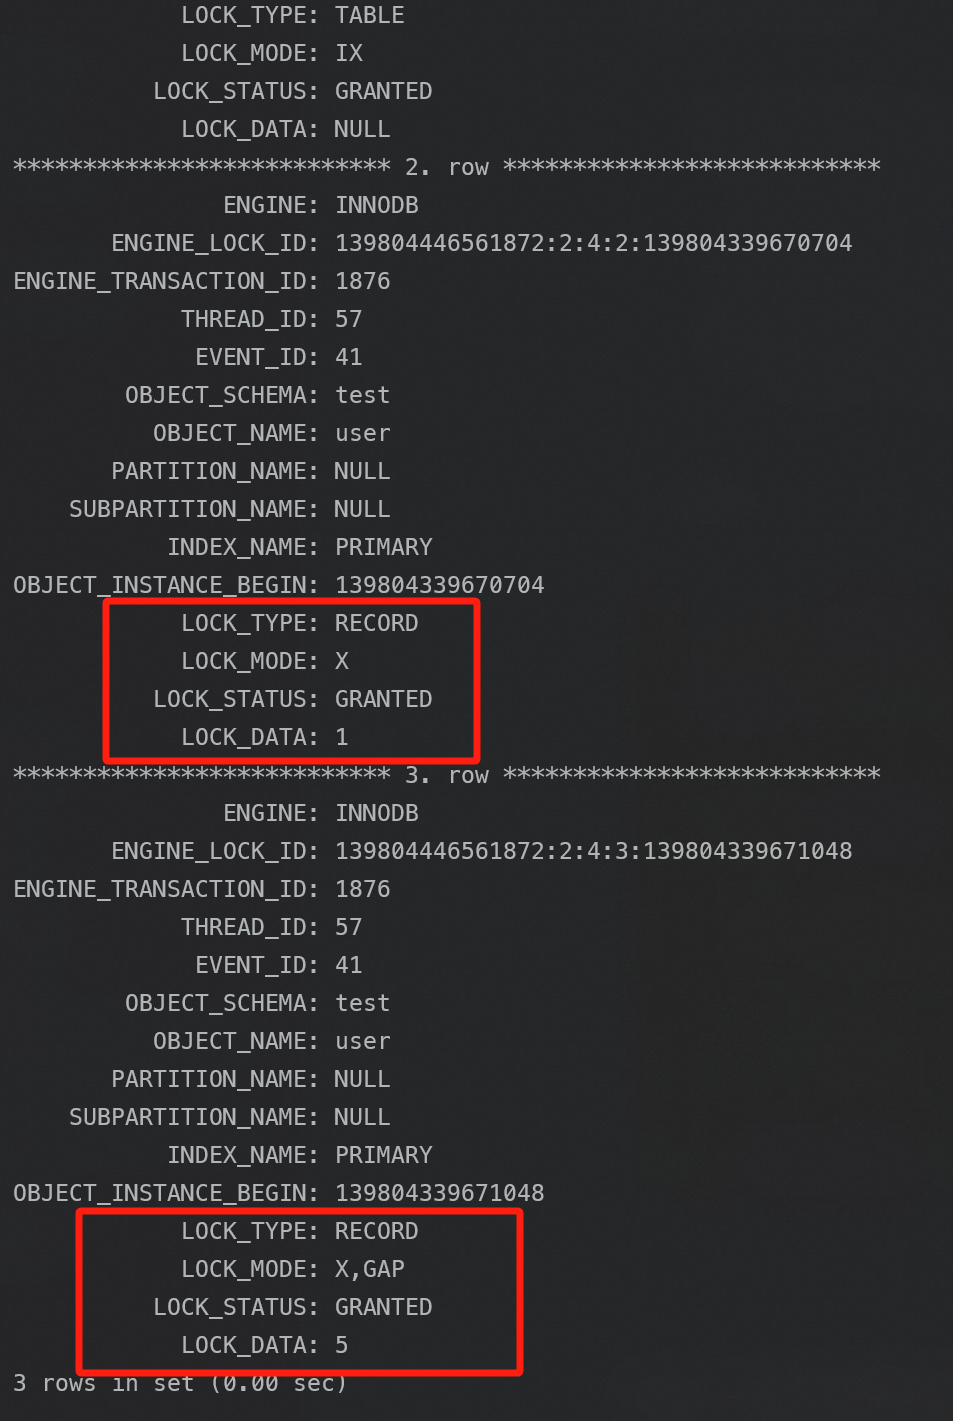 LOCK_TYPE: TABLE
LOCK_MODE: IX
LOCK_STATUS: GRANTED
LOCK_DATA: NULL
*************************** 2. row ***************************
ENGINE: INNODB
ENGINE_LOCK_ID: 139804446561872:2:4:2:139804339670704
ENGINE_TRANSACTION_ID: 1876
THREAD_ID: 57
EVENT_ID: 41
OBJECT_SCHEMA: test
OBJECT_NAME: user
PARTITION_NAME: NULL
SUBPARTITION_NAME: NULL
INDEX_NAME: PRIMARY
OBJECT_INSTANCE_BEGIN: 139804339670704
LOCK_TYPE: RECORD
LOCK_MODE: X
LOCK_STATUS: GRANTED
LOCK_DATA: 1
*************************** 3. row ***************************
ENGINE: INNODB
ENGINE_LOCK_ID: 139804446561872:2:4:3:139804339671048
ENGINE_TRANSACTION_ID: 1876
THREAD_ID: 57
EVENT_ID: 41
OBJECT_SCHEMA: test
OBJECT_NAME: user
PARTITION_NAME: NULL
SUBPARTITION_NAME: NULL
INDEX_NAME: PRIMARY
OBJECT_INSTANCE_BEGIN: 139804339671048
LOCK_TYPE: RECORD
LOCK_MODE: X,GAP
LOCK_STATUS: GRANTED
LOCK_DATA: 5
3 rows in set (0.00 sec)